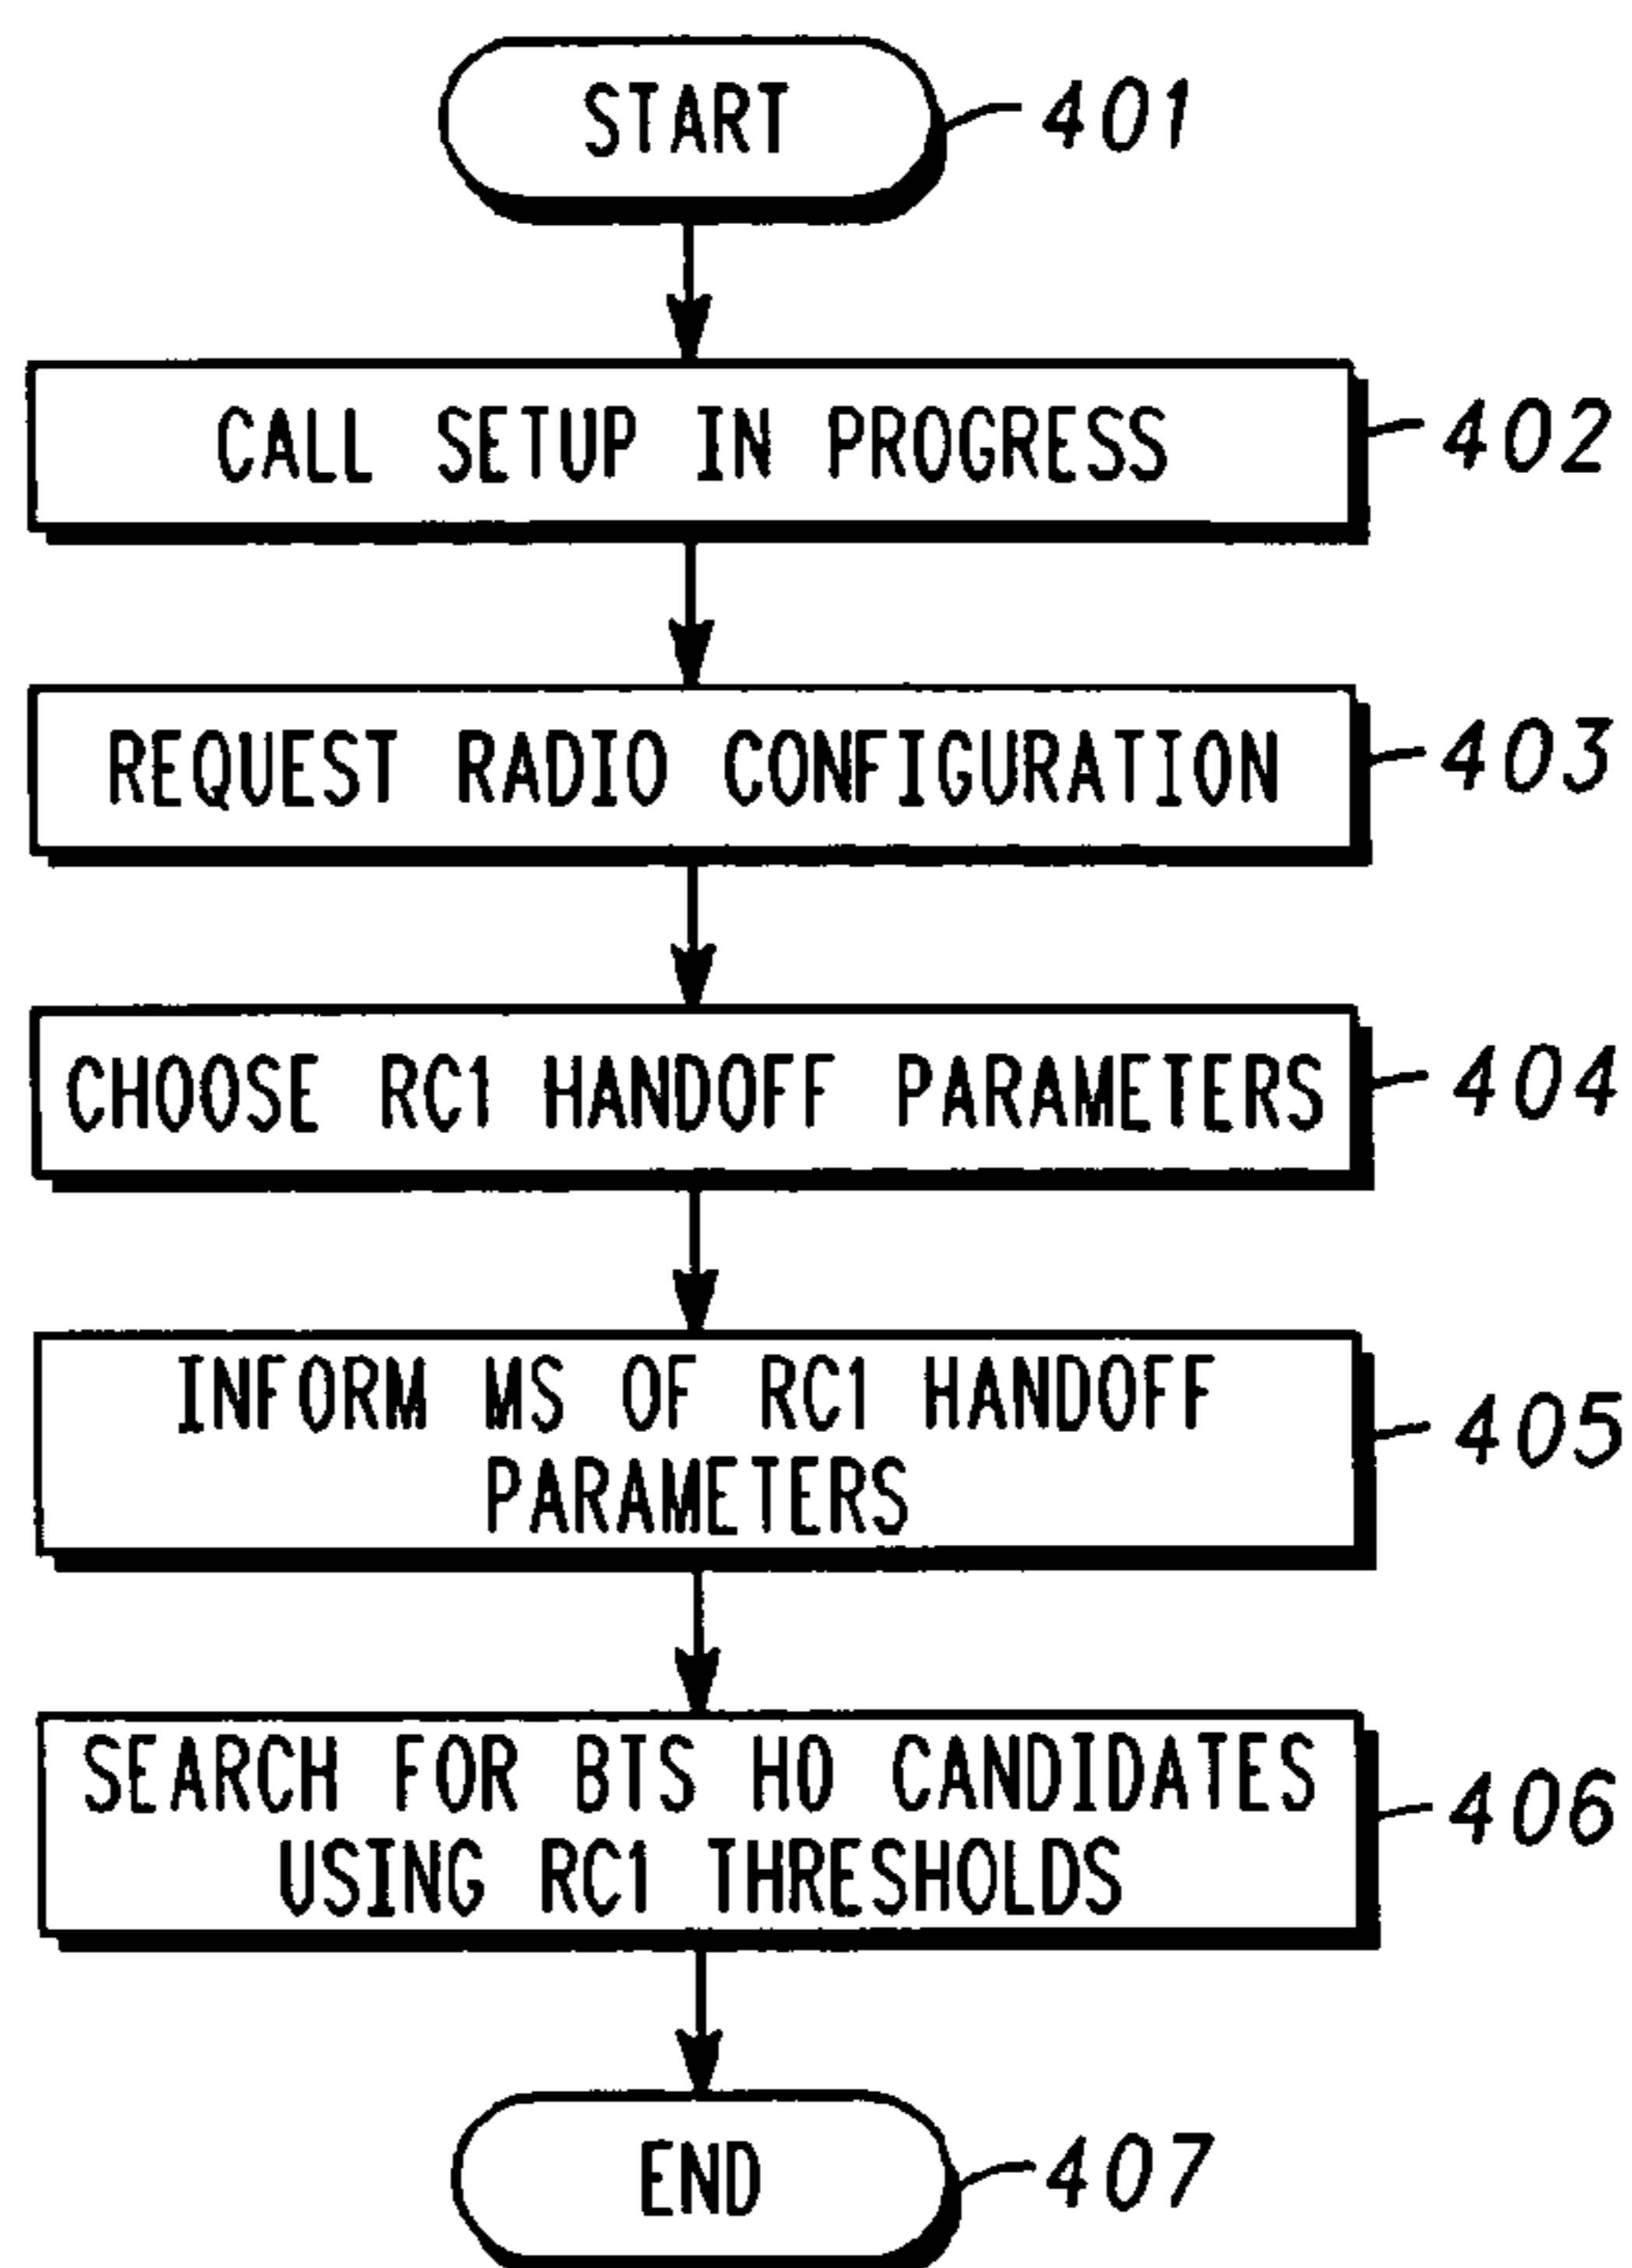 START
401
CALL SETUP IN PROGRESS
402
REQUEST RADIO CONFIGURATION
403
CHOOSE RC1 HANDOFF PARAMETERS
404
INFORM MS OF RC1 HANDOFF
PARAMETERS
405
SEARCH FOR BTS HO CANDIDATES
USING RC1 THRESHOLDS
406
END
407